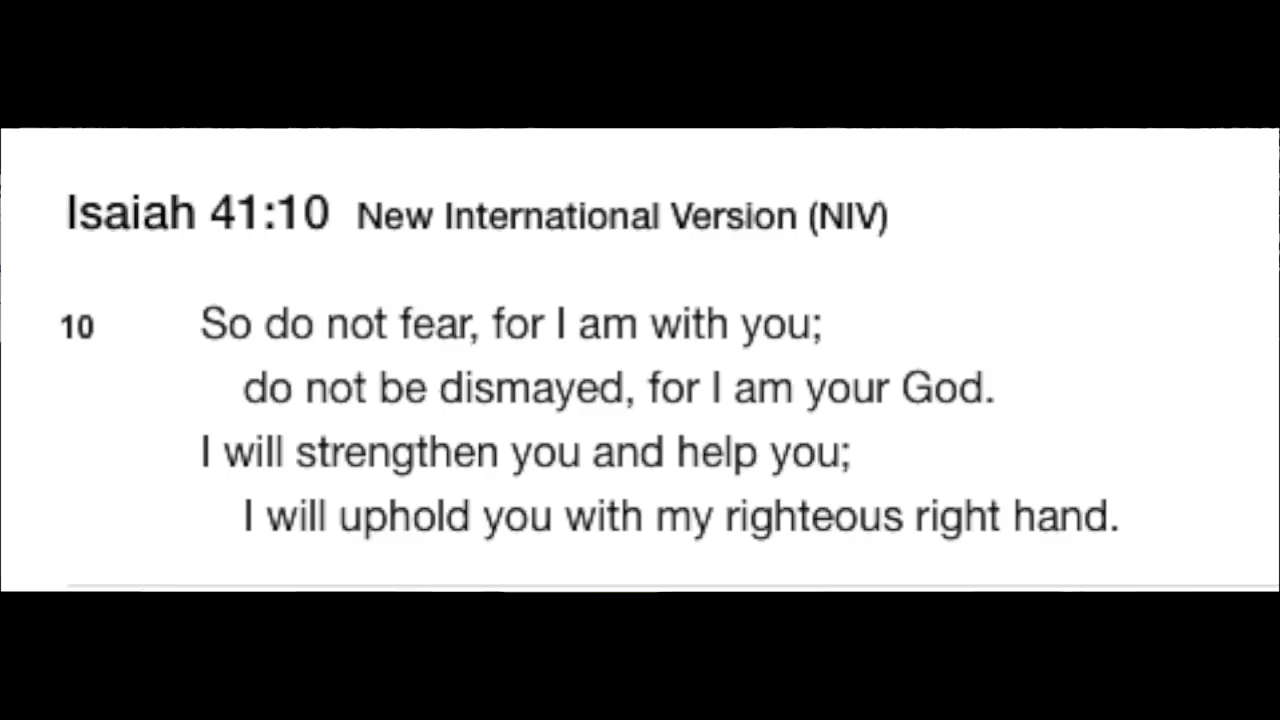 Isaiah 41:10 New International Version (NIV)
10 So do not fear, for I am with you;
do not be dismayed, for I am your God.
I will strengthen you and help you;
I will uphold you with my righteous right hand.